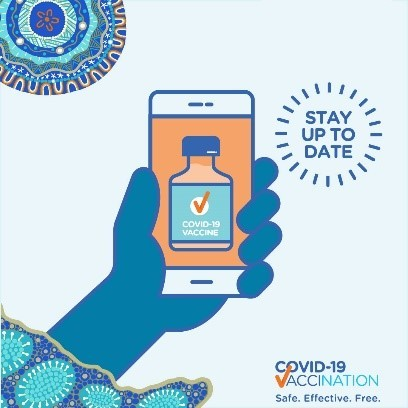 STAY
UP TO
DATE
COVID-19
VACCINE
COVID-19
VACCINATION
Safe. Effective. Free.